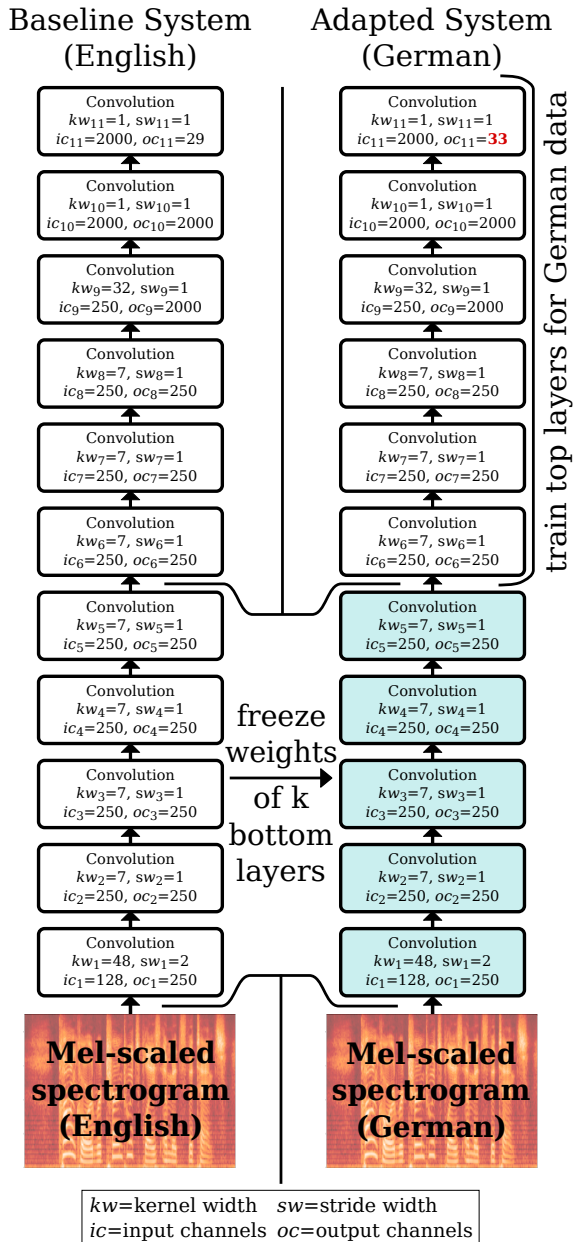 Baseline System
(English)
Convolution
kw₁₁=1, sw₁₁=1
ic₁₁=2000, oc₁₁=29
Convolution
kw₁₀=1, sw₁₀=1
ic₁₀=2000, oc₁₀=2000
Convolution
kw₉=32, sw₉=1
ic₉=250, oc₉=2000
Convolution
kw₈=7, sw₈=1
ic₈=250, oc₈=250
Convolution
kw₇=7, sw₇=1
ic₇=250, oc₇=250
Convolution
kw₆=7, sw₆=1
ic₆=250, oc₆=250
Convolution
kw₅=7, sw₅=1
ic₅=250, oc₅=250
Convolution
kw₄=7, sw₄=1
ic₄=250, oc₄=250
Convolution
kw₃=7, sw₃=1
ic₃=250, oc₃=250
Convolution
kw₂=7, sw₂=1
ic₂=250, oc₂=250
Convolution
kw₁=48, sw₁=2
ic₁=128, oc₁=250
Mel-scaled
spectrogram
(English)
freeze
weights
of k
bottom
layers
Adapted System
(German)
Convolution
kw₁₁=1, sw₁₁=1
ic₁₁=2000, oc₁₁=33
Convolution
kw₁₀=1, sw₁₀=1
ic₁₀=2000, oc₁₀=2000
Convolution
kw₉=32, sw₉=1
ic₉=250, oc₉=2000
Convolution
kw₈=7, sw₈=1
ic₈=250, oc₈=250
Convolution
kw₇=7, sw₇=1
ic₇=250, oc₇=250
Convolution
kw₆=7, sw₆=1
ic₆=250, oc₆=250
Convolution
kw₅=7, sw₅=1
ic₅=250, oc₅=250
Convolution
kw₄=7, sw₄=1
ic₄=250, oc₄=250
Convolution
kw₃=7, sw₃=1
ic₃=250, oc₃=250
Convolution
kw₂=7, sw₂=1
ic₂=250, oc₂=250
Convolution
kw₁=48, sw₁=2
ic₁=128, oc₁=250
Mel-scaled
spectrogram
(German)
train top layers for German data
kw=kernel width sw=stride width
ic=input channels oc=output channels